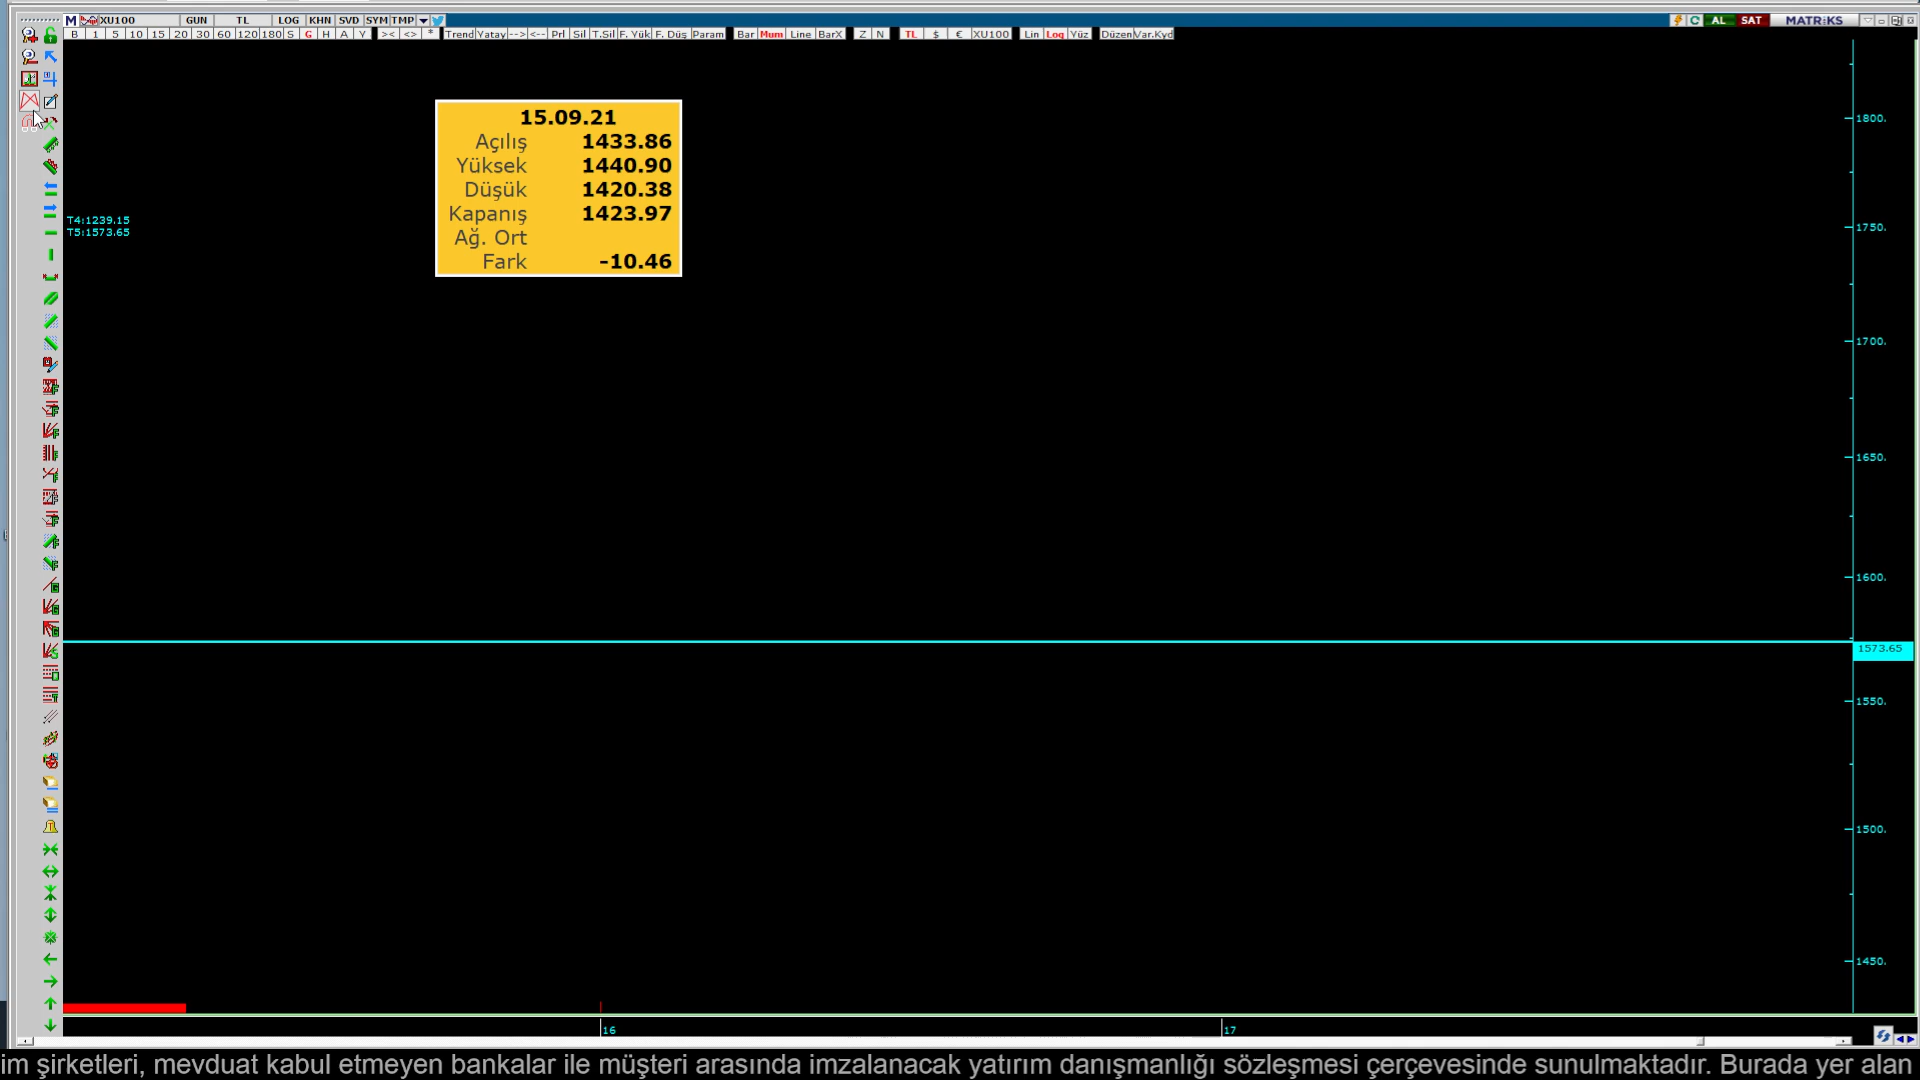 M XU100 GUN TL LOG KHN SVD SYM TMP AL SAT MATRiKS
B 1 5 10 15 20 30 60 120 180 S G H A Y >< <> * Trend Yatay --> <-- Prl Sil T.Sil F. Yük F. Düş Param Bar Mum Line BarX Z N TL $ € XU100 Lin Log Yüz Düzen Var.Kyd
15.09.21
Açılış 1433.86
Yüksek 1440.90
Düşük 1420.38
Kapanış 1423.97
Ağ. Ort
Fark -10.46
T4:1239.15
T5:1573.65
1800.
1750.
1700.
1650.
1600.
1573.65
1550.
1500.
1450.
16 17
im şirketleri, mevduat kabul etmeyen bankalar ile müşteri arasında imzalanacak yatırım danışmanlığı sözleşmesi çerçevesinde sunulmaktadır. Burada yer alan